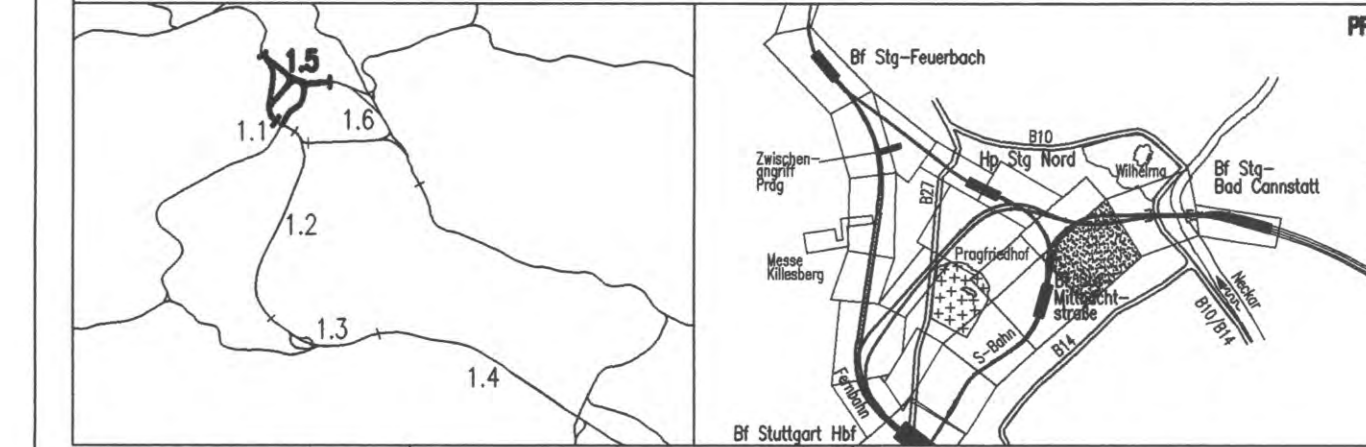 1.5
1.1
1.6
1.2
1.3
1.4
PF
Bf Stg-Feuerbach
B10
Zwischen-
angriff
Prag
Hp Stg Nord
Wilhelma
Bf Stg-
Bad Cannstatt
B27
Messe
Killesberg
Pragfriedhof
Bf Stg-
Mittnacht-
straße
Neckar
B10/B14
S-Bahn
B14
Fernbahn
Bf Stuttgart Hbf